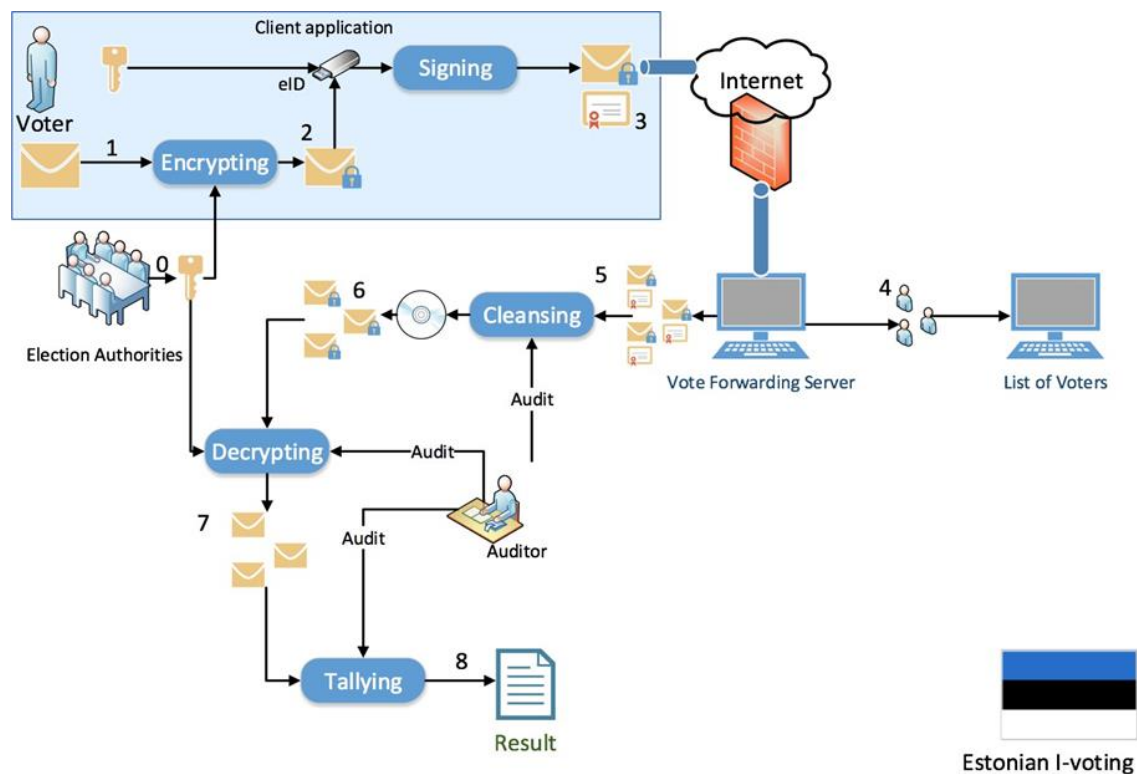 Client application
eID
Signing
Internet
Voter
1
2
3
Encrypting
0
Election Authorities
6
5
4
Cleansing
Vote Forwarding Server
List of Voters
Audit
Decrypting
Audit
7
Audit
Auditor
Tallying
8
Result
Estonian I-voting